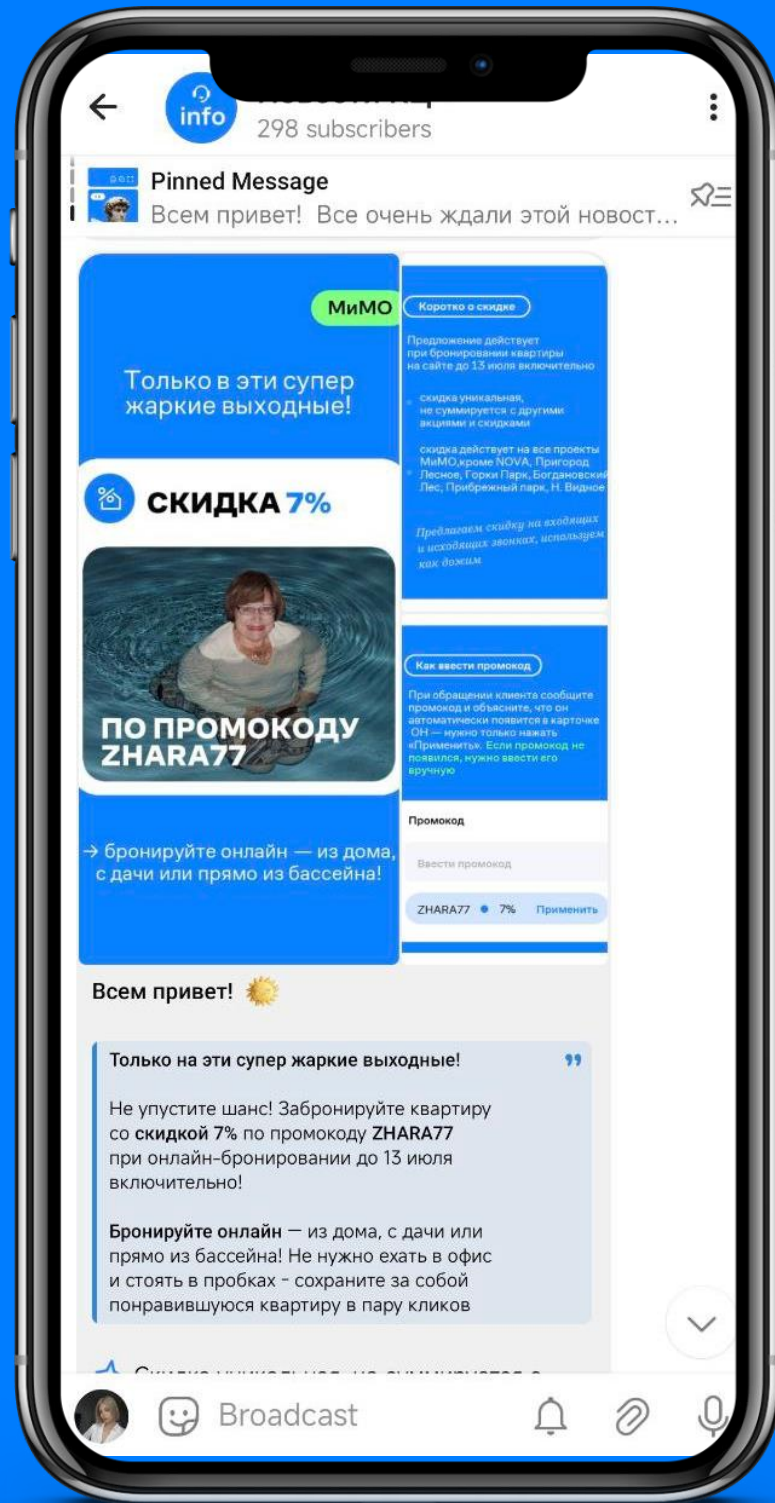 info
298 subscribers
Pinned Message
Всем привет! Все очень ждали этой новост...
МиМО
Только в эти супер
жаркие выходные!
СКИДКА 7%
ПО ПРОМОКОДУ
ZHARA77
→ бронируйте онлайн — из дома,
с дачи или прямо из бассейна!
Коротко о скидке
Предложение действует
при бронировании квартиры
на сайте до 13 июля включительно
скидка уникальная,
не суммируется с другими
акциями и скидками
скидка действует на все проекты
МиМО,кроме NOVA, Пригород
Лесное, Горки Парк, Богдановский
Лес, Прибрежный парк, Н. Видное
Предлагаем скидку на входящих
и исходящих звонках, используем
как дожим
Как ввести промокод
При обращении клиента сообщите
промокод и объясните, что он
автоматически появится в карточке
ОН — нужно только нажать
«Применить». Если промокод не
появился, нужно ввести его
вручную
Промокод
Ввести промокод
ZHARA77 • 7% Применить
Всем привет!
Только на эти супер жаркие выходные!
Не упустите шанс! Забронируйте квартиру
со скидкой 7% по промокоду ZHARA77
при онлайн-бронировании до 13 июля
включительно!
Бронируйте онлайн — из дома, с дачи или
прямо из бассейна! Не нужно ехать в офис
и стоять в пробках - сохраните за собой
понравившуюся квартиру в пару кликов
Broadcast